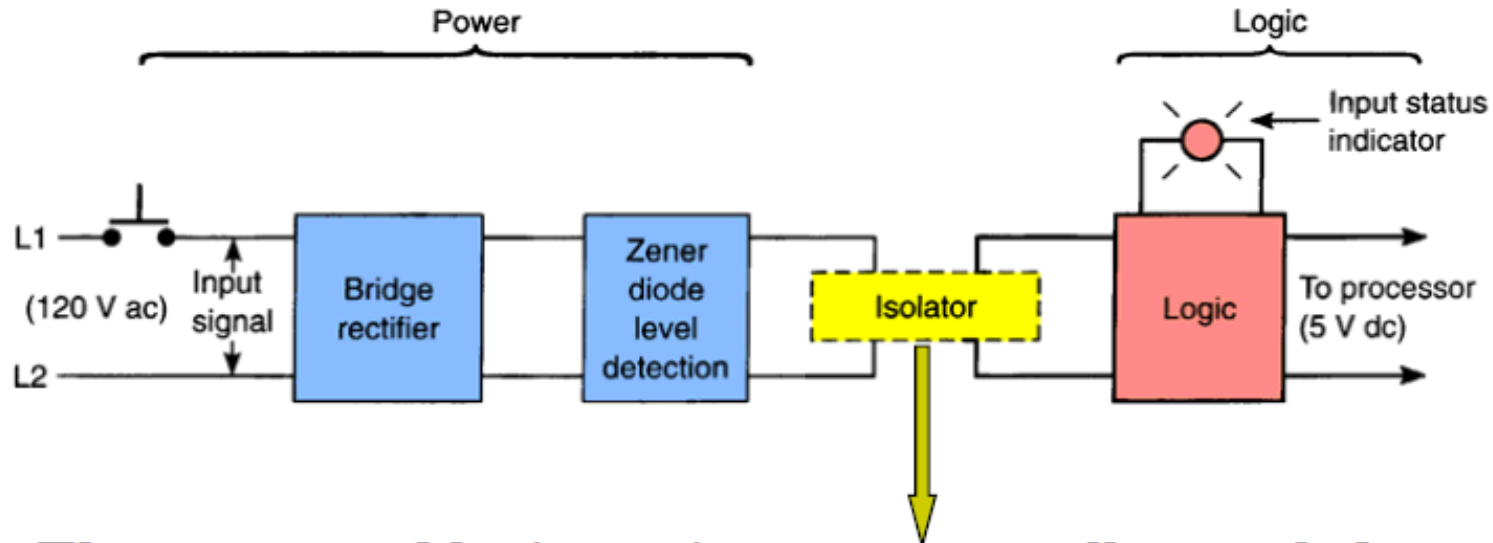 Power
Logic
Input status
indicator
L1
(120 V ac)
L2
Input
signal
Bridge
rectifier
Zener
diode
level
detection
Isolator
Logic
To processor
(5 V dc)